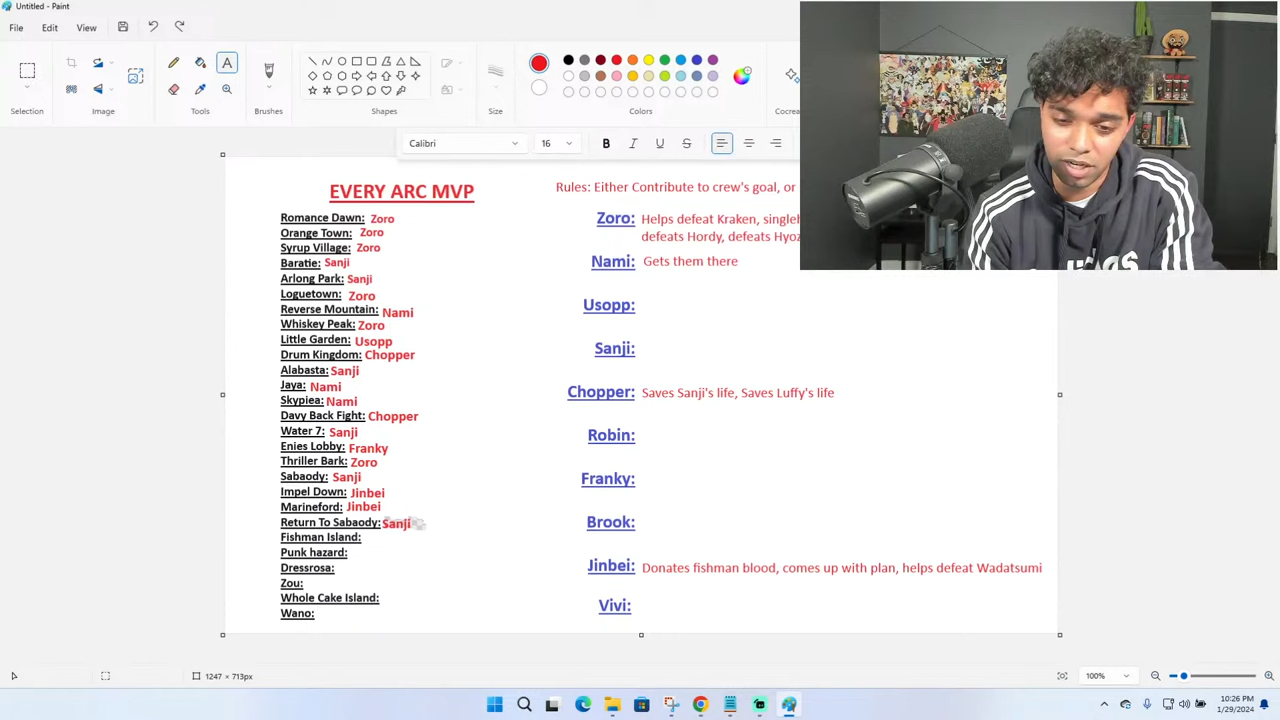 Untitled - Paint
File Edit View
Selection Image Tools Brushes Shapes Size Colors
Calibri 16 B I U S
EVERY ARC MVP
Rules: Either Contribute to crew's goal, or
Romance Dawn: Zoro
Orange Town: Zoro
Syrup Village: Zoro
Baratie: Sanji
Arlong Park: Sanji
Loguetown: Zoro
Reverse Mountain: Nami
Whiskey Peak: Zoro
Little Garden: Usopp
Drum Kingdom: Chopper
Alabasta: Sanji
Jaya: Nami
Skypiea: Nami
Davy Back Fight: Chopper
Water 7: Sanji
Enies Lobby: Franky
Thriller Bark: Zoro
Sabaody: Sanji
Impel Down: Jinbei
Marineford: Jinbei
Return To Sabaody: Sanji
Fishman Island:
Punk hazard:
Dressrosa:
Zou:
Whole Cake Island:
Wano:
Zoro: Helps defeat Kraken,
defeats Hordy, defeats
Nami: Gets them there
Usopp:
Sanji:
Chopper: Saves Sanji's life, Saves Luffy's life
Robin:
Franky:
Brook:
Jinbei: Donates fishman blood, comes up with plan, helps defeat Wadatsumi
Vivi:
1247 × 713px
100%
10:26 PM
1/29/2024